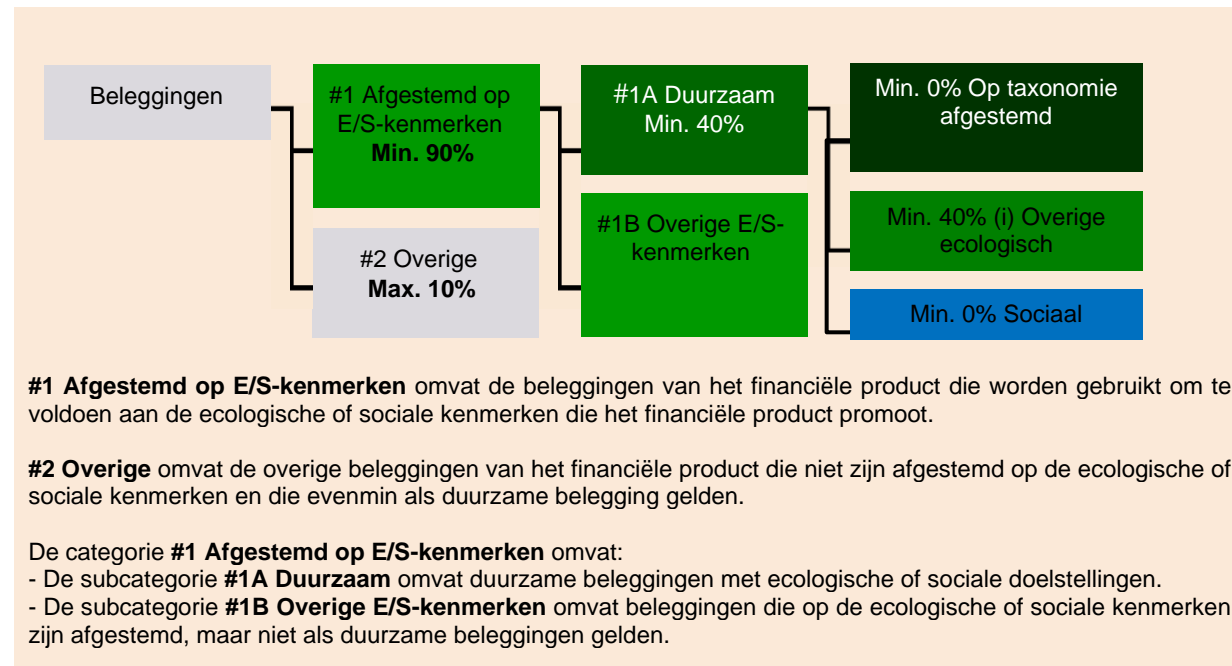 Beleggingen
#1 Afgestemd op
E/S-kenmerken
Min. 90%
#2 Overige
Max. 10%
#1A Duurzaam
Min. 40%
#1B Overige E/S-
kenmerken
Min. 0% Op taxonomie
afgestemd
Min. 40% (i) Overige
ecologisch
Min. 0% Sociaal
#1 Afgestemd op E/S-kenmerken omvat de beleggingen van het financiële product die worden gebruikt om te
voldoen aan de ecologische of sociale kenmerken die het financiële product promoot.
#2 Overige omvat de overige beleggingen van het financiële product die niet zijn afgestemd op de ecologische of
sociale kenmerken en die evenmin als duurzame belegging gelden.
De categorie #1 Afgestemd op E/S-kenmerken omvat:
- De subcategorie #1A Duurzaam omvat duurzame beleggingen met ecologische of sociale doelstellingen.
- De subcategorie #1B Overige E/S-kenmerken omvat beleggingen die op de ecologische of sociale kenmerken
zijn afgestemd, maar niet als duurzame beleggingen gelden.